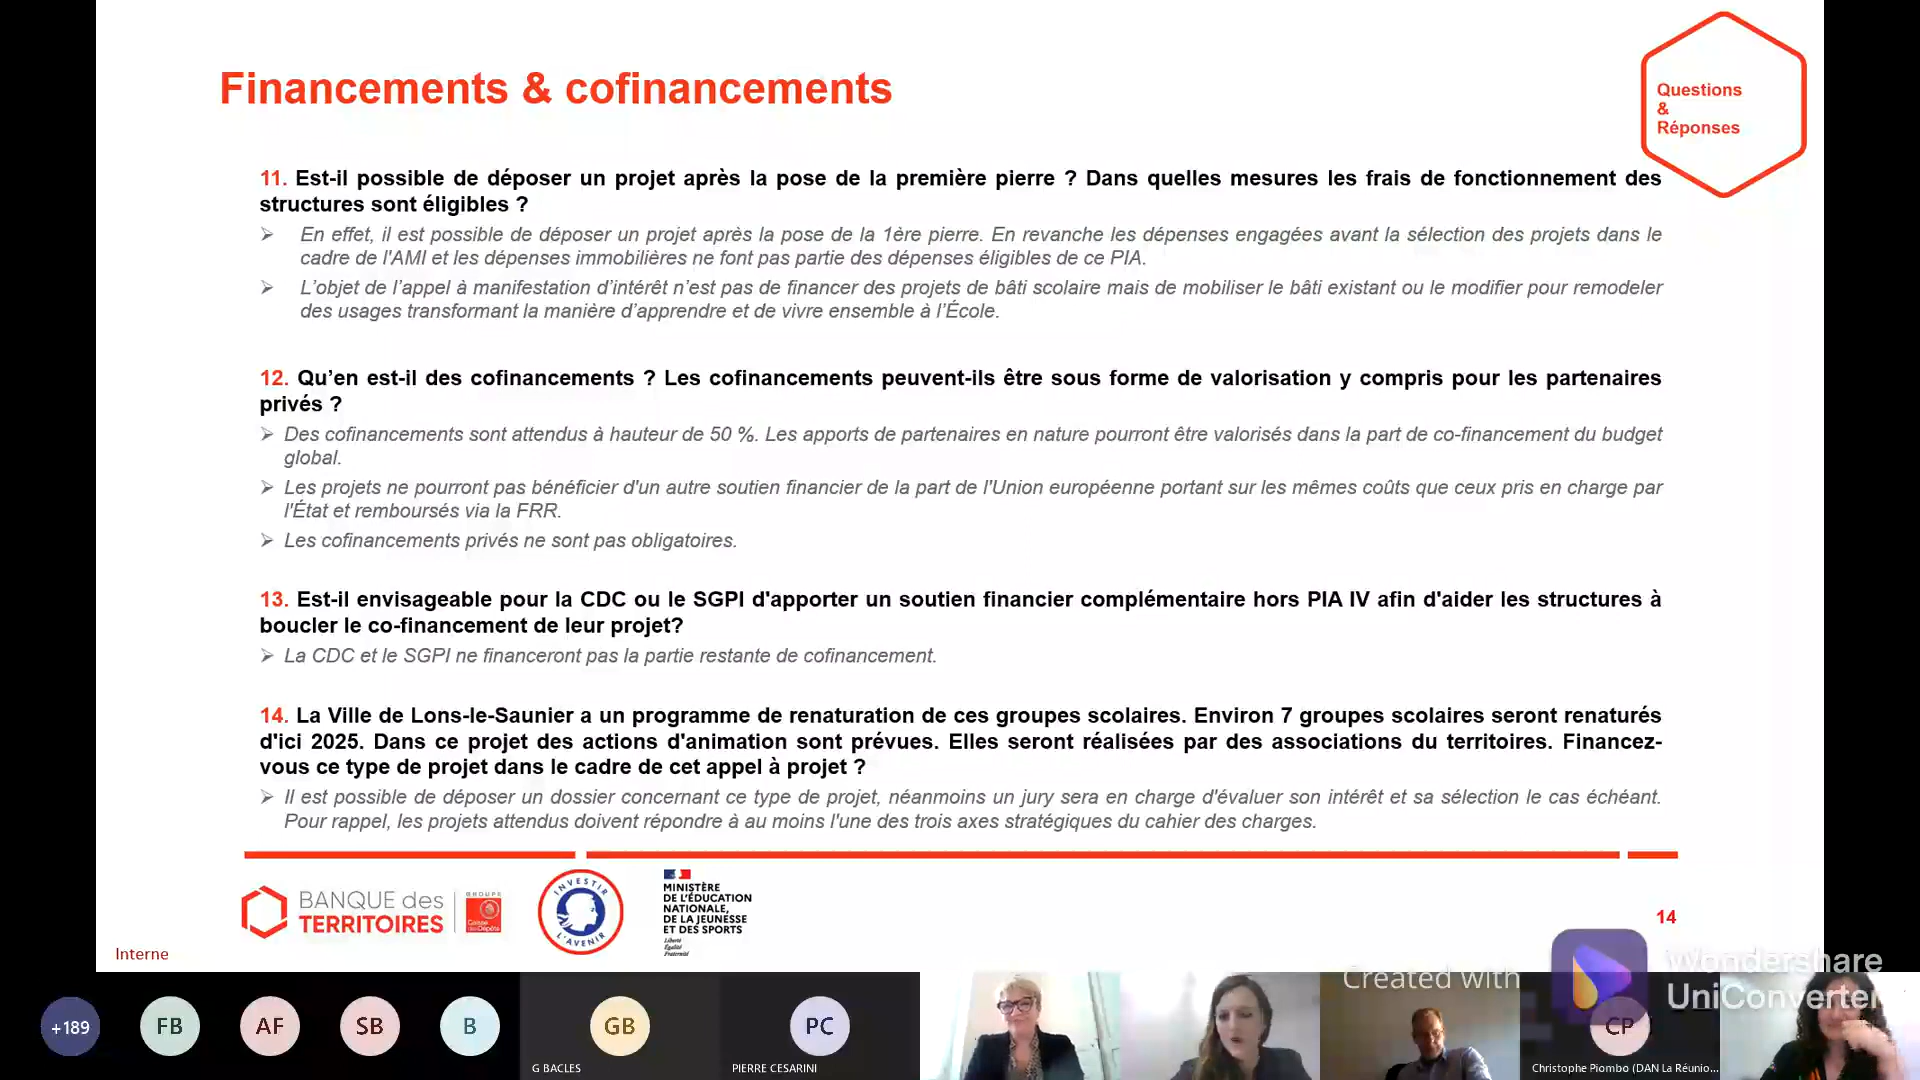 Financements & cofinancements
Questions
&
Réponses
11. Est-il possible de déposer un projet après la pose de la première pierre ? Dans quelles mesures les frais de fonctionnement des
structures sont éligibles ?
➢ En effet, il est possible de déposer un projet après la pose de la 1ère pierre. En revanche les dépenses engagées avant la sélection des projets dans le
cadre de l'AMI et les dépenses immobilières ne font pas partie des dépenses éligibles de ce PIA.
➢ L’objet de l’appel à manifestation d’intérêt n’est pas de financer des projets de bâti scolaire mais de mobiliser le bâti existant ou le modifier pour remodeler
des usages transformant la manière d’apprendre et de vivre ensemble à l’École.
12. Qu’en est-il des cofinancements ? Les cofinancements peuvent-ils être sous forme de valorisation y compris pour les partenaires
privés ?
➢ Des cofinancements sont attendus à hauteur de 50 %. Les apports de partenaires en nature pourront être valorisés dans la part de co-financement du budget
global.
➢ Les projets ne pourront pas bénéficier d'un autre soutien financier de la part de l'Union européenne portant sur les mêmes coûts que ceux pris en charge par
l'État et remboursés via la FRR.
➢ Les cofinancements privés ne sont pas obligatoires.
13. Est-il envisageable pour la CDC ou le SGPI d'apporter un soutien financier complémentaire hors PIA IV afin d'aider les structures à
boucler le co-financement de leur projet?
➢ La CDC et le SGPI ne financeront pas la partie restante de cofinancement.
14. La Ville de Lons-le-Saunier a un programme de renaturation de ces groupes scolaires. Environ 7 groupes scolaires seront renaturés
d'ici 2025. Dans ce projet des actions d'animation sont prévues. Elles seront réalisées par des associations du territoires. Financez-
vous ce type de projet dans le cadre de cet appel à projet ?
➢ Il est possible de déposer un dossier concernant ce type de projet, néanmoins un jury sera en charge d'évaluer son intérêt et sa sélection le cas échéant.
Pour rappel, les projets attendus doivent répondre à au moins l'une des trois axes stratégiques du cahier des charges.
BANQUE des
TERRITOIRES
GROUPE
Caisse
des Dépôts
INVESTIR
L'AVENIR
MINISTÈRE
DE L'ÉDUCATION
NATIONALE,
DE LA JEUNESSE
ET DES SPORTS
Liberté
Égalité
Fraternité
14
Interne
Created with
Wondershare
UniConverter
+189
FB
AF
SB
B
GB
PC
CP
G BACLES
PIERRE CESARINI
Christophe Piombo (DAN La Réunio...